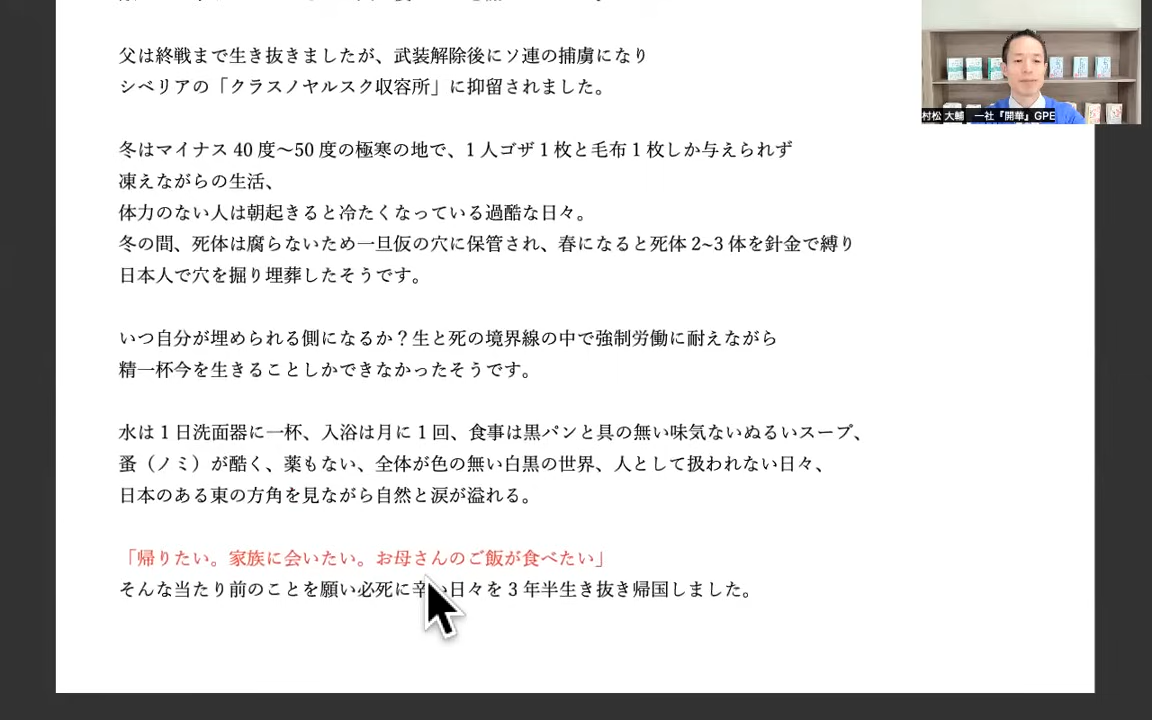 父は終戦まで生き抜きましたが、武装解除後にソ連の捕虜になり
シベリアの「クラスノヤルスク収容所」に抑留されました。
冬はマイナス 40 度〜50 度の極寒の地で、1 人ゴザ 1 枚と毛布 1 枚しか与えられず
凍えながらの生活、
体力のない人は朝起きると冷たくなっている過酷な日々。
冬の間、死体は腐らないため一旦仮の穴に保管され、春になると死体 2~3 体を針金で縛り
日本人で穴を掘り埋葬したそうです。
いつ自分が埋められる側になるか？生と死の境界線の中で強制労働に耐えながら
精一杯今を生きることしかできなかったそうです。
水は 1 日洗面器に一杯、入浴は月に 1 回、食事は黒パンと具の無い味気ないぬるいスープ、
蚤（ノミ）が酷く、薬もない、全体が色の無い白黒の世界、人として扱われない日々、
日本のある東の方角を見ながら自然と涙が溢れる。
「帰りたい。家族に会いたい。お母さんのご飯が食べたい」
そんな当たり前のことを願い必死に辛い日々を 3 年半生き抜き帰国しました。
村松 大輔　一社『開華』GPE